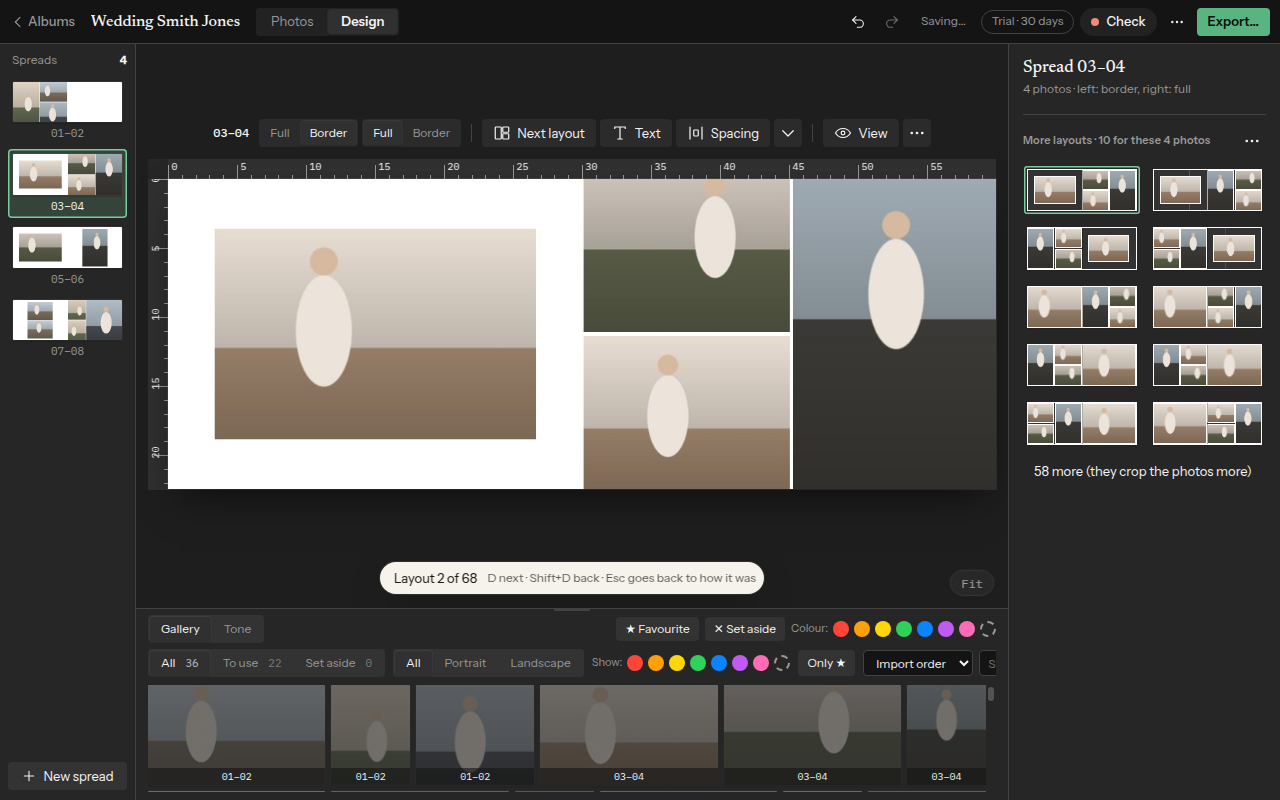 Albums
Wedding Smith Jones
Photos
Design
Saving…
Trial · 30 days
Check
Export…
Spreads
4
01–02
03–04
05–06
07–08
New spread
03–04
Full
Border
Full
Border
Next layout
Text
Spacing
View
0 5 10 15 20 25 30 35 40 45 50 55
5
10
15
20
Layout 2 of 68 D next · Shift+D back · Esc goes back to how it was
Fit
Spread 03–04
4 photos · left: border, right: full
More layouts · 10 for these 4 photos
58 more (they crop the photos more)
Gallery
Tone
★ Favourite
✕ Set aside
Colour:
All 36
To use 22
Set aside 0
All
Portrait
Landscape
Show:
Only ★
Import order
01–02
01–02
01–02
03–04
03–04
03–04